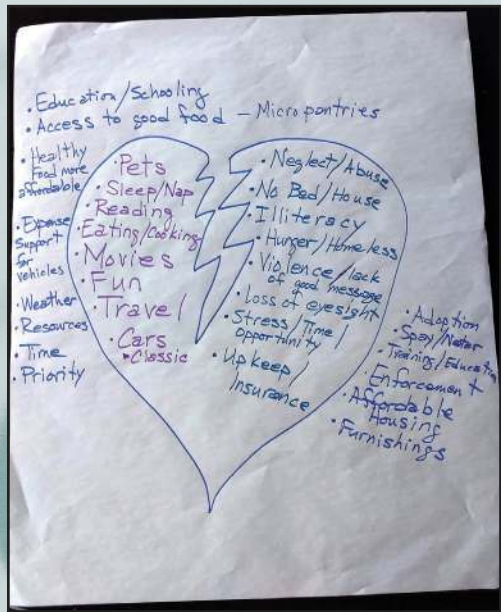 • Education/Schooling
• Access to good food - Micropantries
• Healthy
Food more
affordable
• Expense
Support
for
vehicles
• Weather
• Resources
• Time
• Priority
• Pets
• Sleep/Nap
• Reading
• Eating/Cooking
• Movies
• Fun
• Travel
• Cars
▸ Classic
• Neglect/Abuse
• No Bed/House
• Illiteracy
• Hunger/Homeless
• Violence/lack
of good message
• Loss of eyesight
• Stress/Time/
Opportunity
• Upkeep/
Insurance
• Adoption
• Spay/Neter
• Training/Education
• Enforcement
• Affordable
Housing
• Furnishings